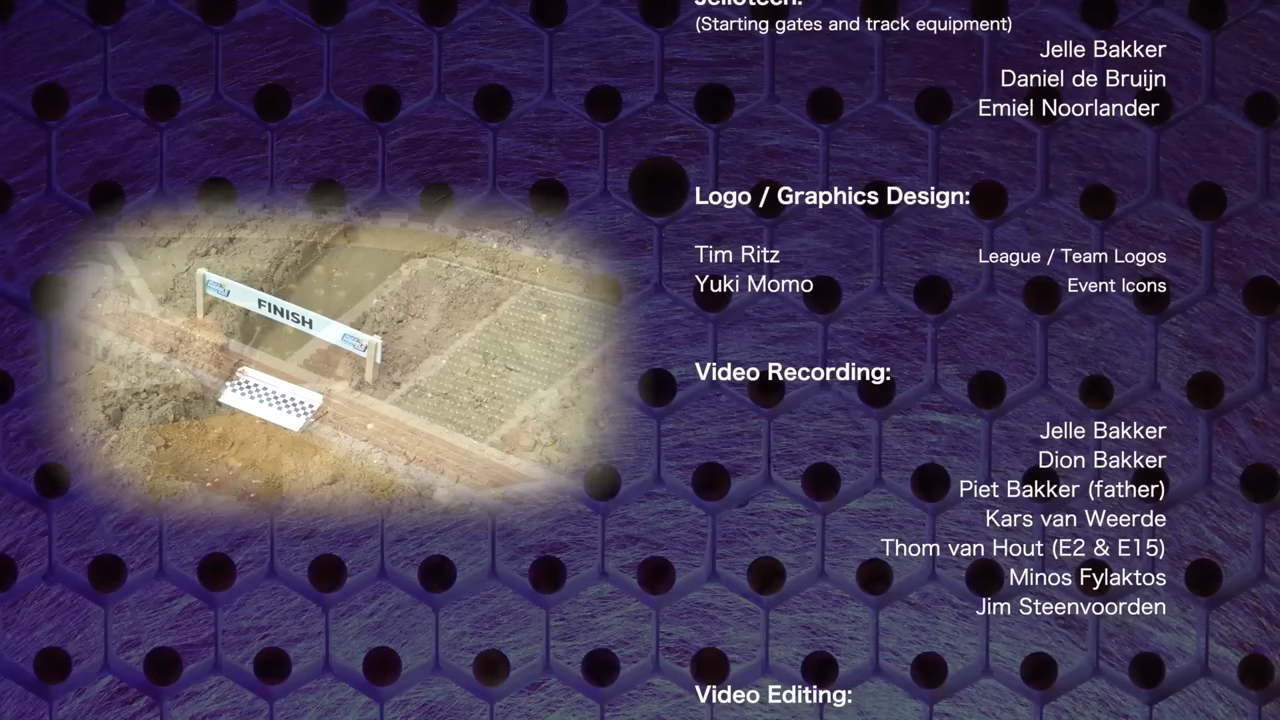 Jellotech:
(Starting gates and track equipment)
Jelle Bakker
Daniel de Bruijn
Emiel Noorlander
Logo / Graphics Design:
Tim Ritz League / Team Logos
Yuki Momo Event Icons
FINISH
Video Recording:
Jelle Bakker
Dion Bakker
Piet Bakker (father)
Kars van Weerde
Thom van Hout (E2 & E15)
Minos Fylaktos
Jim Steenvoorden
Video Editing: